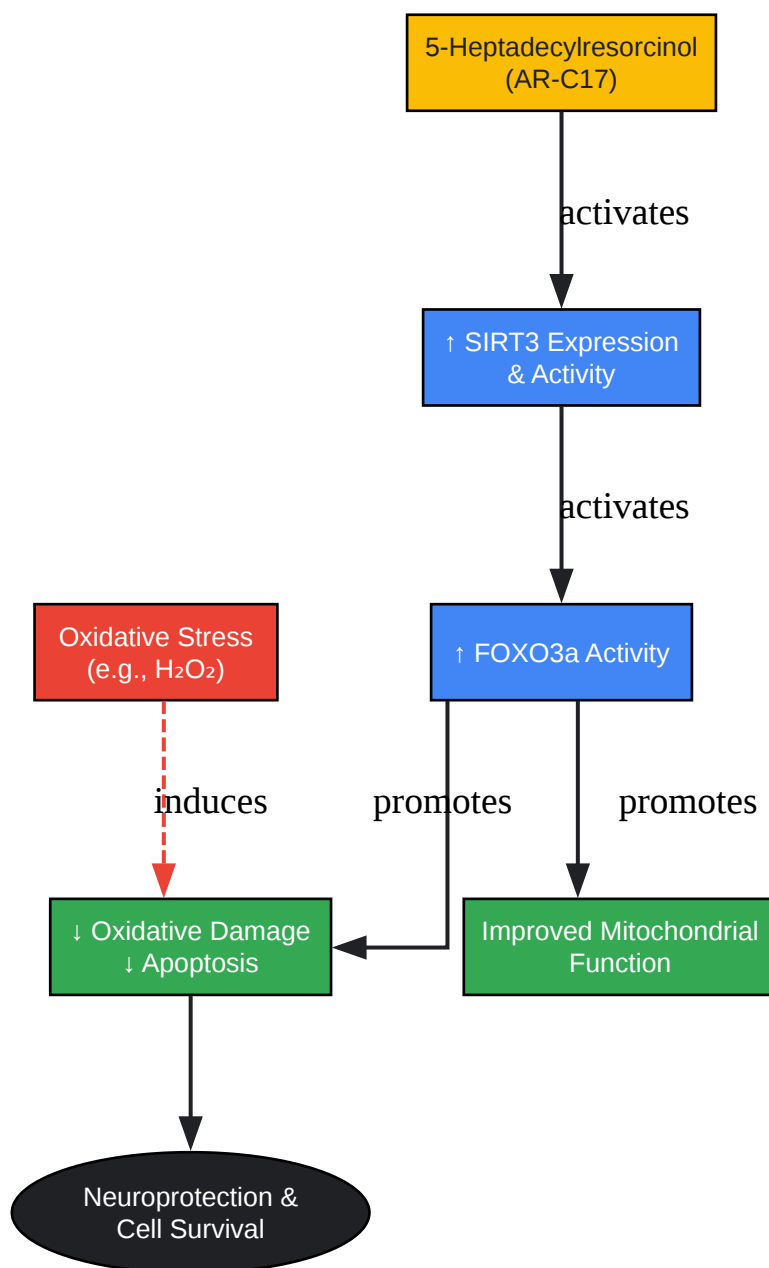 5-Heptadecylresorcinol
(AR-C17)
activates
↑ SIRT3 Expression
& Activity
activates
Oxidative Stress
(e.g., H₂O₂)
↑ FOXO3a Activity
induces
promotes
promotes
↓ Oxidative Damage
↓ Apoptosis
Improved Mitochondrial
Function
Neuroprotection &
Cell Survival